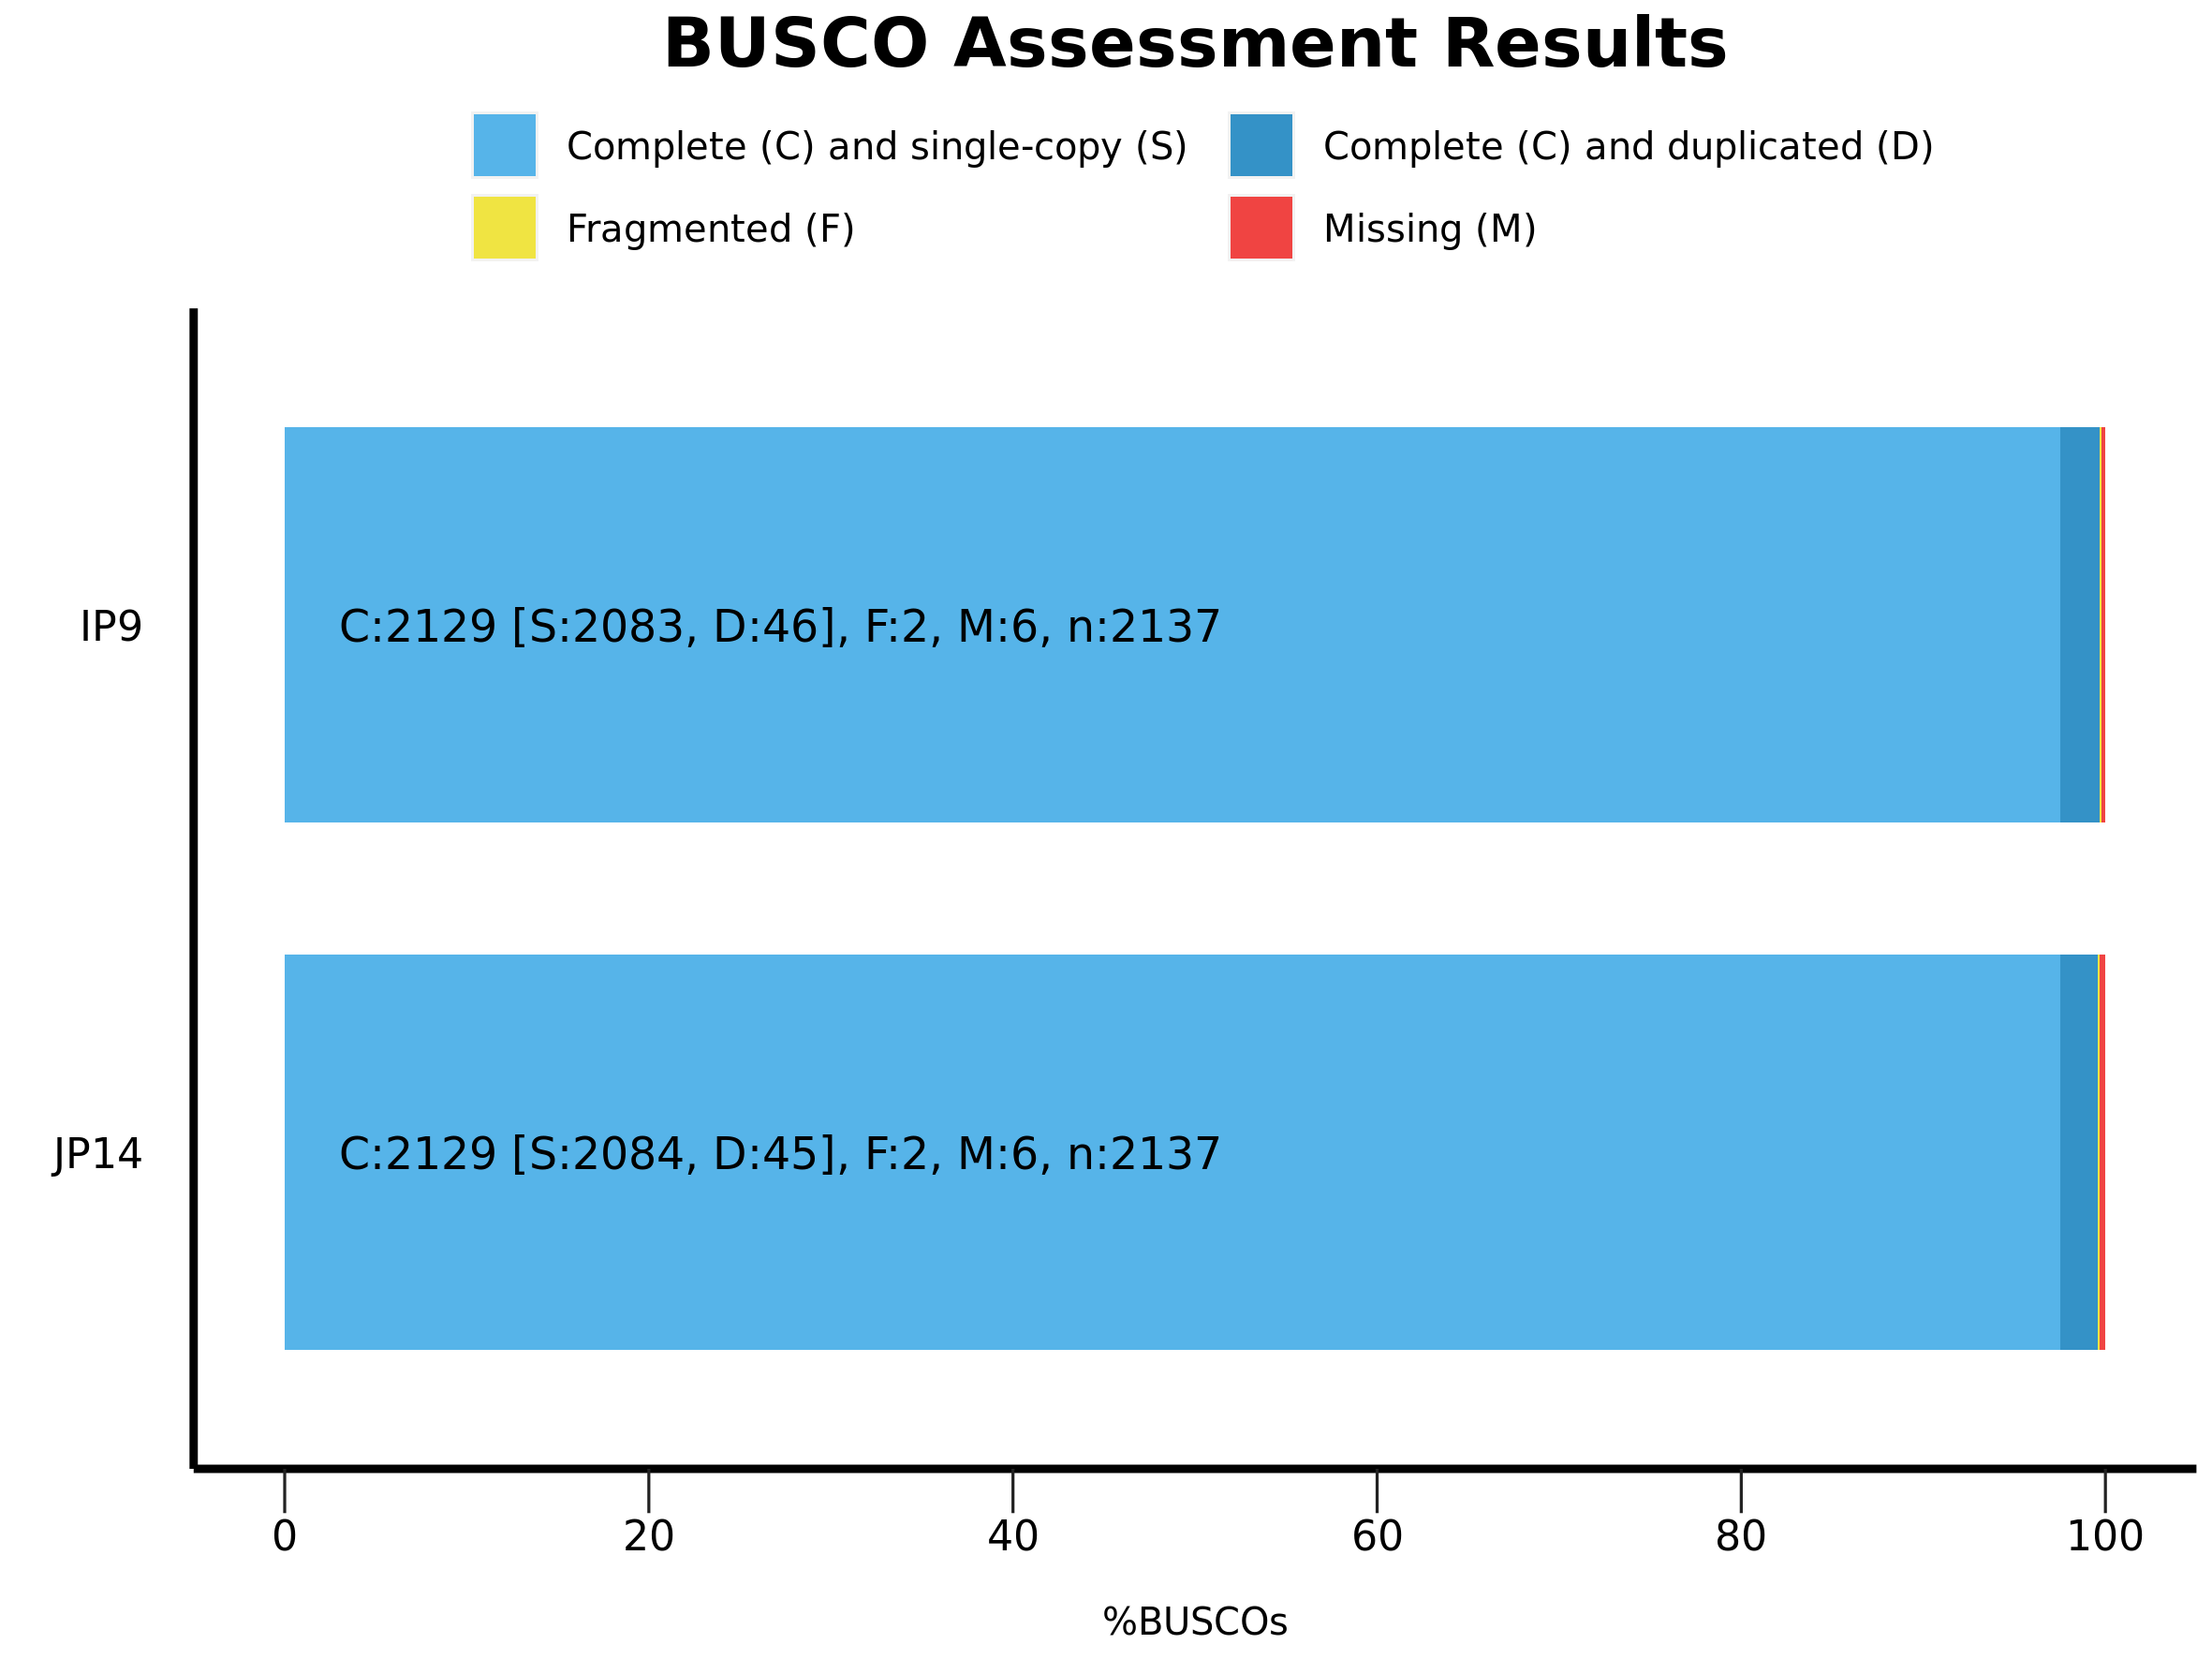 BUSCO Assessment Results
Complete (C) and single-copy (S)
Complete (C) and duplicated (D)
Fragmented (F)
Missing (M)
IP9
C:2129 [S:2083, D:46], F:2, M:6, n:2137
JP14
C:2129 [S:2084, D:45], F:2, M:6, n:2137
0 20 40 60 80 100
%BUSCOs